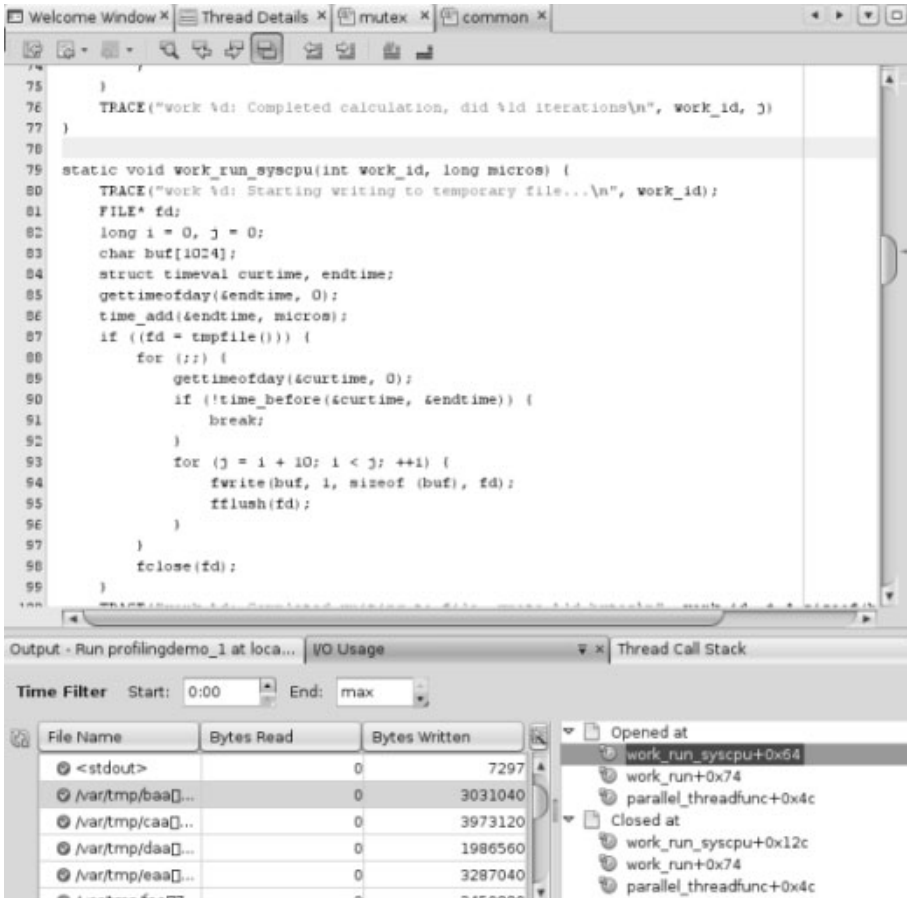 Welcome Window × Thread Details × mutex × common ×
74 }
75 }
76 TRACE("work %d: Completed calculation, did %ld iterations\n", work_id, j)
77 }
78
79 static void work_run_syscpu(int work_id, long micros) {
80 TRACE("work %d: Starting writing to temporary file...\n", work_id);
81 FILE* fd;
82 long i = 0, j = 0;
83 char buf[1024];
84 struct timeval curtime, endtime;
85 gettimeofday(&endtime, 0);
86 time_add(&endtime, micros);
87 if ((fd = tmpfile())) {
88 for (;;) {
89 gettimeofday(&curtime, 0);
90 if (!time_before(&curtime, &endtime)) {
91 break;
92 }
93 for (j = i + 10; i < j; ++i) {
94 fwrite(buf, 1, sizeof (buf), fd);
95 fflush(fd);
96 }
97 }
98 fclose(fd);
99 }
Output - Run profilingdemo_1 at loca... I/O Usage × Thread Call Stack
Time Filter Start: 0:00 End: max
File Name Bytes Read Bytes Written
<stdout> 0 7297
/var/tmp/baa▯... 0 3031040
/var/tmp/caa▯... 0 3973120
/var/tmp/daa▯... 0 1986560
/var/tmp/eaa▯... 0 3287040
Opened at
work_run_syscpu+0x64
work_run+0x74
parallel_threadfunc+0x4c
Closed at
work_run_syscpu+0x12c
work_run+0x74
parallel_threadfunc+0x4c